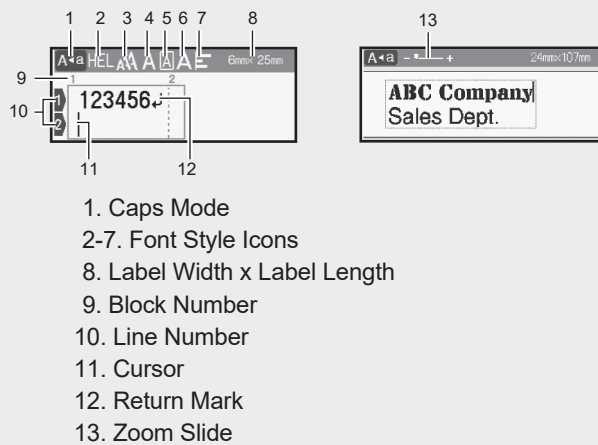 1 2 3 4 5 6 7 8
A◂a HEL A A A A E 6mm× 25mm
9 1 2
10 1 123456↵
2
11 12
13
A◂a - + 24mm×107mm
ABC Company
Sales Dept.
1. Caps Mode
2-7. Font Style Icons
8. Label Width x Label Length
9. Block Number
10. Line Number
11. Cursor
12. Return Mark
13. Zoom Slide